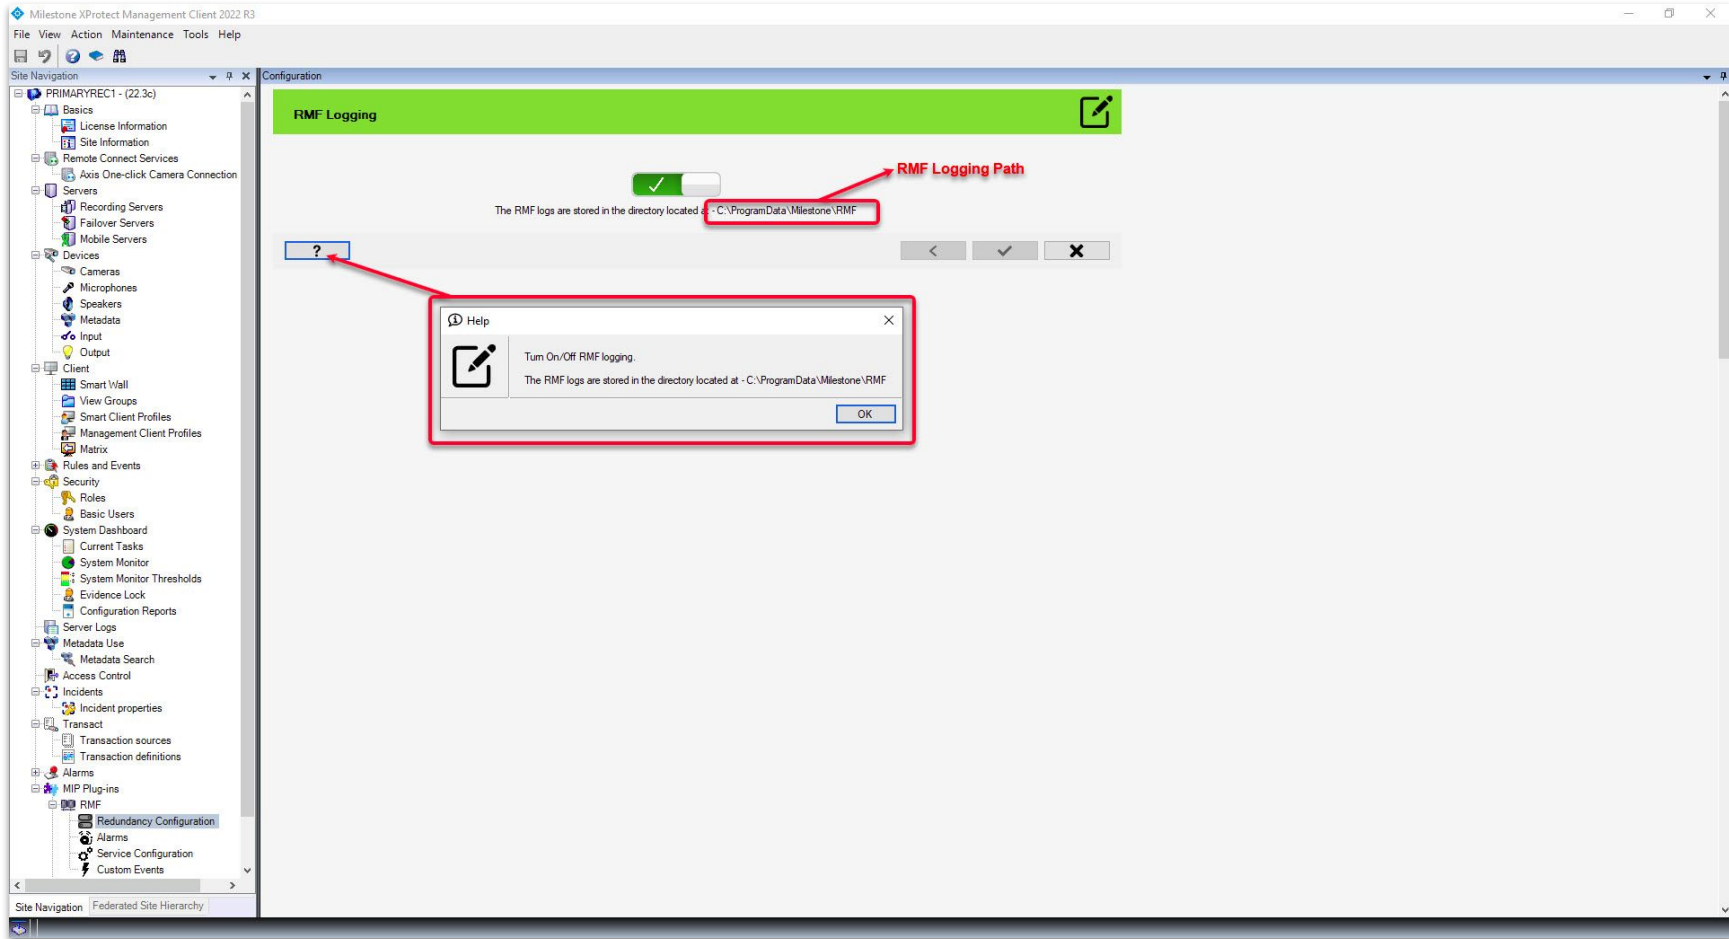 Milestone XProtect Management Client 2022 R3
File View Action Maintenance Tools Help
Site Navigation
PRIMARYREC1 - (22.3c)
Basics
License Information
Site Information
Remote Connect Services
Axis One-click Camera Connection
Servers
Recording Servers
Failover Servers
Mobile Servers
Devices
Cameras
Microphones
Speakers
Metadata
Input
Output
Client
Smart Wall
View Groups
Smart Client Profiles
Management Client Profiles
Matrix
Rules and Events
Security
Roles
Basic Users
System Dashboard
Current Tasks
System Monitor
System Monitor Thresholds
Evidence Lock
Configuration Reports
Server Logs
Metadata Use
Metadata Search
Access Control
Incidents
Incident properties
Transact
Transaction sources
Transaction definitions
Alarms
MIP Plug-ins
RMF
Redundancy Configuration
Alarms
Service Configuration
Custom Events
Site Navigation Federated Site Hierarchy
Configuration
RMF Logging
RMF Logging Path
The RMF logs are stored in the directory located at - C:\ProgramData\Milestone\RMF
?
Help
Turn On/Off RMF logging.
The RMF logs are stored in the directory located at - C:\ProgramData\Milestone\RMF
OK